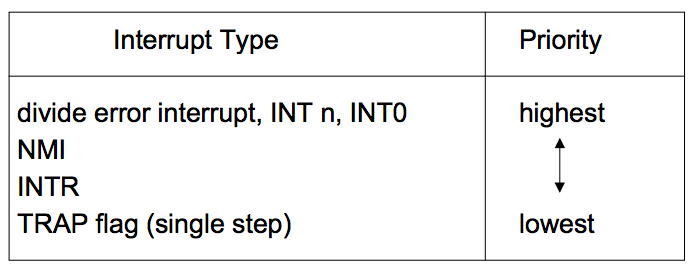 Interrupt Type Priority
divide error interrupt, INT n, INT0 highest
NMI
INTR
TRAP flag (single step) lowest